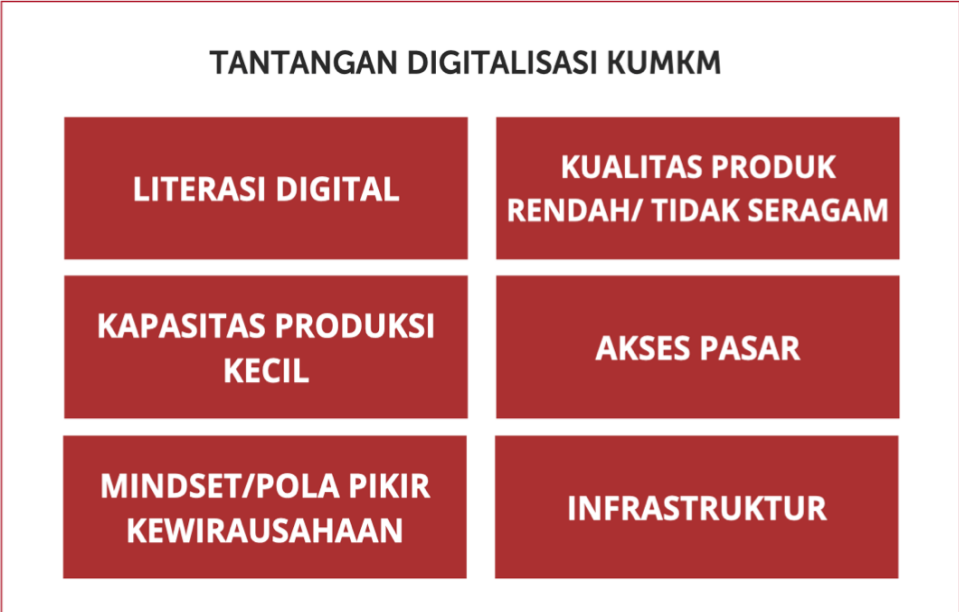 TANTANGAN DIGITALISASI KUMKM
LITERASI DIGITAL
KUALITAS PRODUK
RENDAH/ TIDAK SERAGAM
KAPASITAS PRODUKSI
KECIL
AKSES PASAR
MINDSET/POLA PIKIR
KEWIRAUSAHAAN
INFRASTRUKTUR